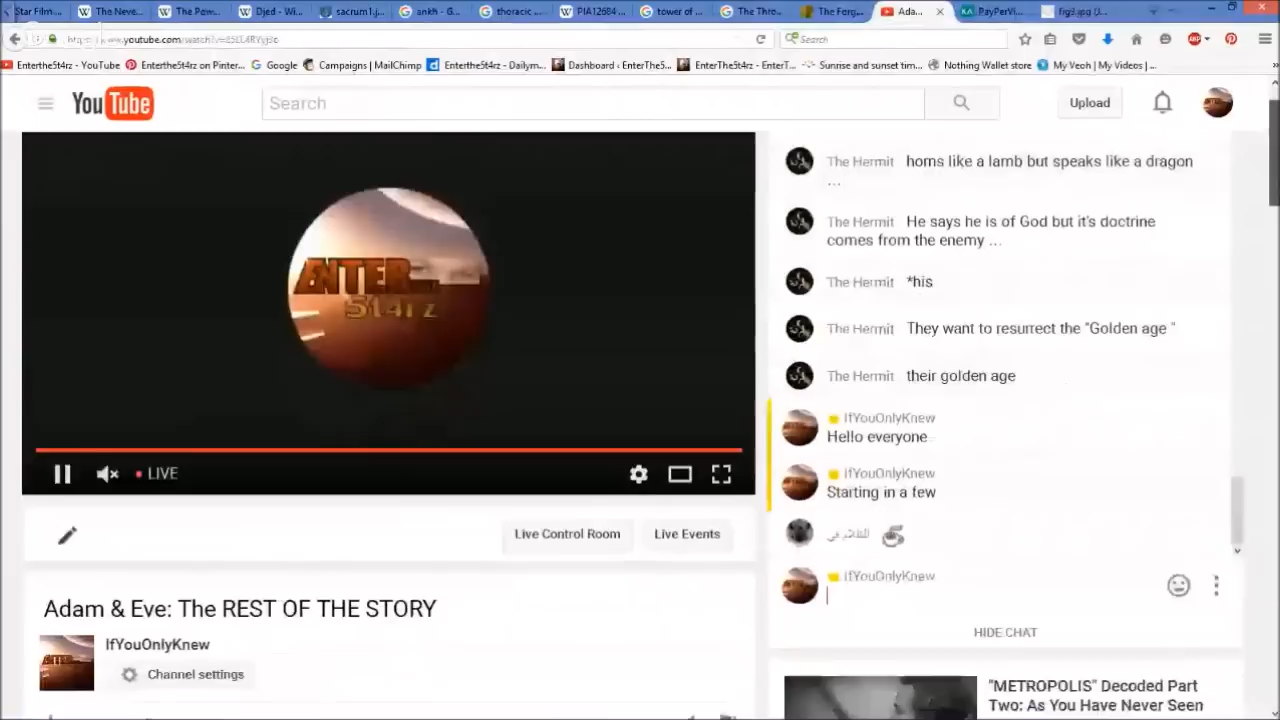 Star Film... The Neve... The Pow... Djed - Wi... sacrum1.j... ankh - G... thoracic ... PIA12684 ... tower of ... The Thro... The Forg... Ada... PayPerVi...
Search
Enterthe5t4rz - YouTube Enterthe5t4rz on Pinter... Google Campaigns | MailChimp Enterthe5t4rz - Dailym... Dashboard ‹ EnterThe5... Enterthe5t4rz - EnterT... Sunrise and sunset tim... Nothing Wallet store My Veoh | My Videos | ...
YouTube Search Upload
The Hermit horns like a lamb but speaks like a dragon
...
The Hermit He says he is of God but it's doctrine
comes from the enemy ...
The Hermit *his
The Hermit They want to resurrect the "Golden age "
The Hermit their golden age
IfYouOnlyKnew
Hello everyone
IfYouOnlyKnew
Starting in a few
IfYouOnlyKnew
HIDE CHAT
ENTER...
5t4rz
LIVE
Live Control Room Live Events
Adam & Eve: The REST OF THE STORY
IfYouOnlyKnew
Channel settings
"METROPOLIS" Decoded Part
Two: As You Have Never Seen